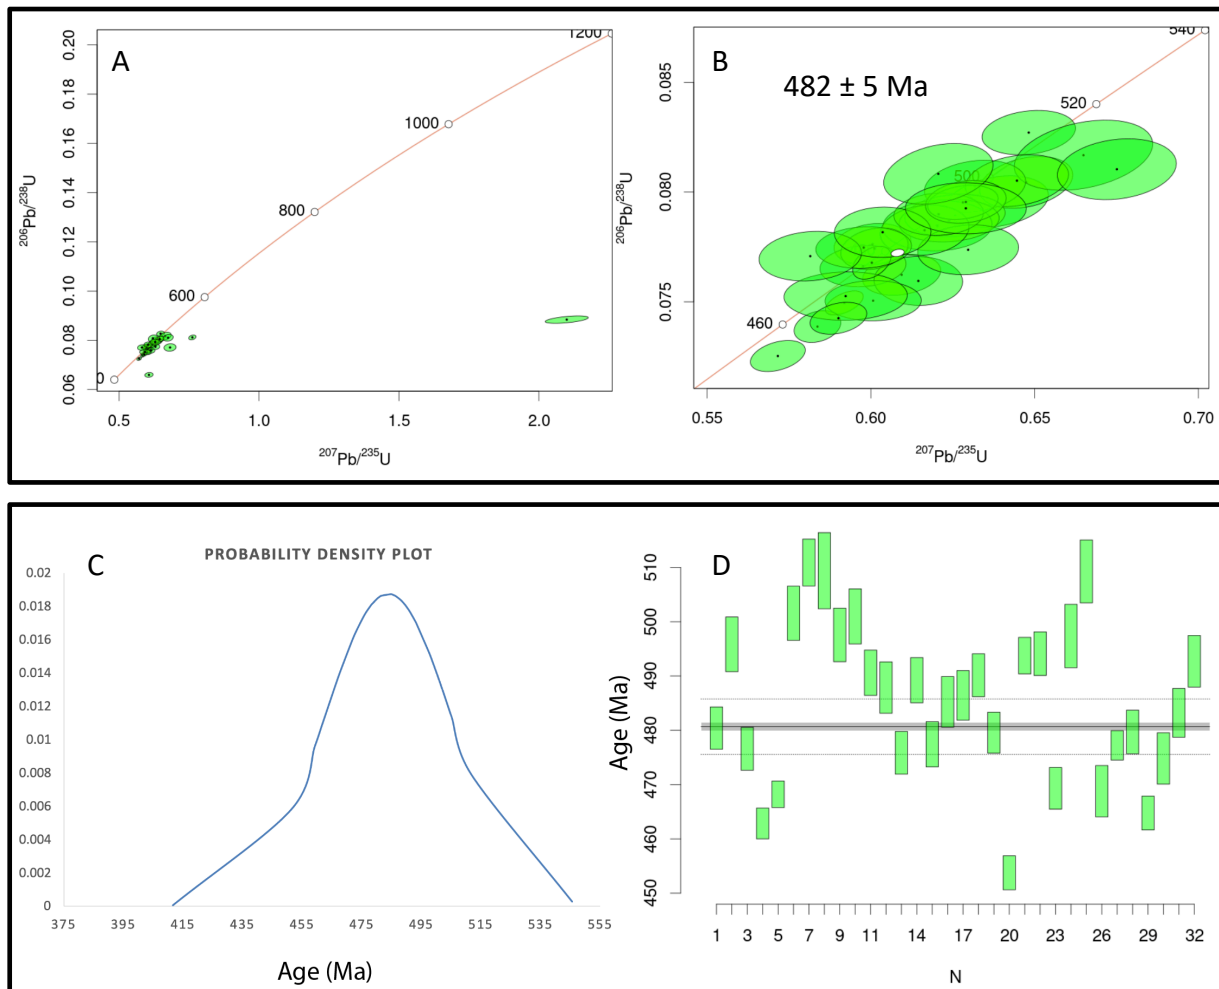 A
0.06 0.08 0.10 0.12 0.14 0.16 0.18 0.20
206Pb/238U
0
600
800
1000
1200
0.5 1.0 1.5 2.0
207Pb/235U
B
482 ± 5 Ma
0.075 0.080 0.085
206Pb/238U
460
500
520
540
0.55 0.60 0.65 0.70
207Pb/235U
C
PROBABILITY DENSITY PLOT
0.02
0.018
0.016
0.014
0.012
0.01
0.008
0.006
0.004
0.002
0
375 395 415 435 455 475 495 515 535 555
Age (Ma)
D
450 460 470 480 490 500 510
Age (Ma)
1 3 5 7 9 11 14 17 20 23 26 29 32
N